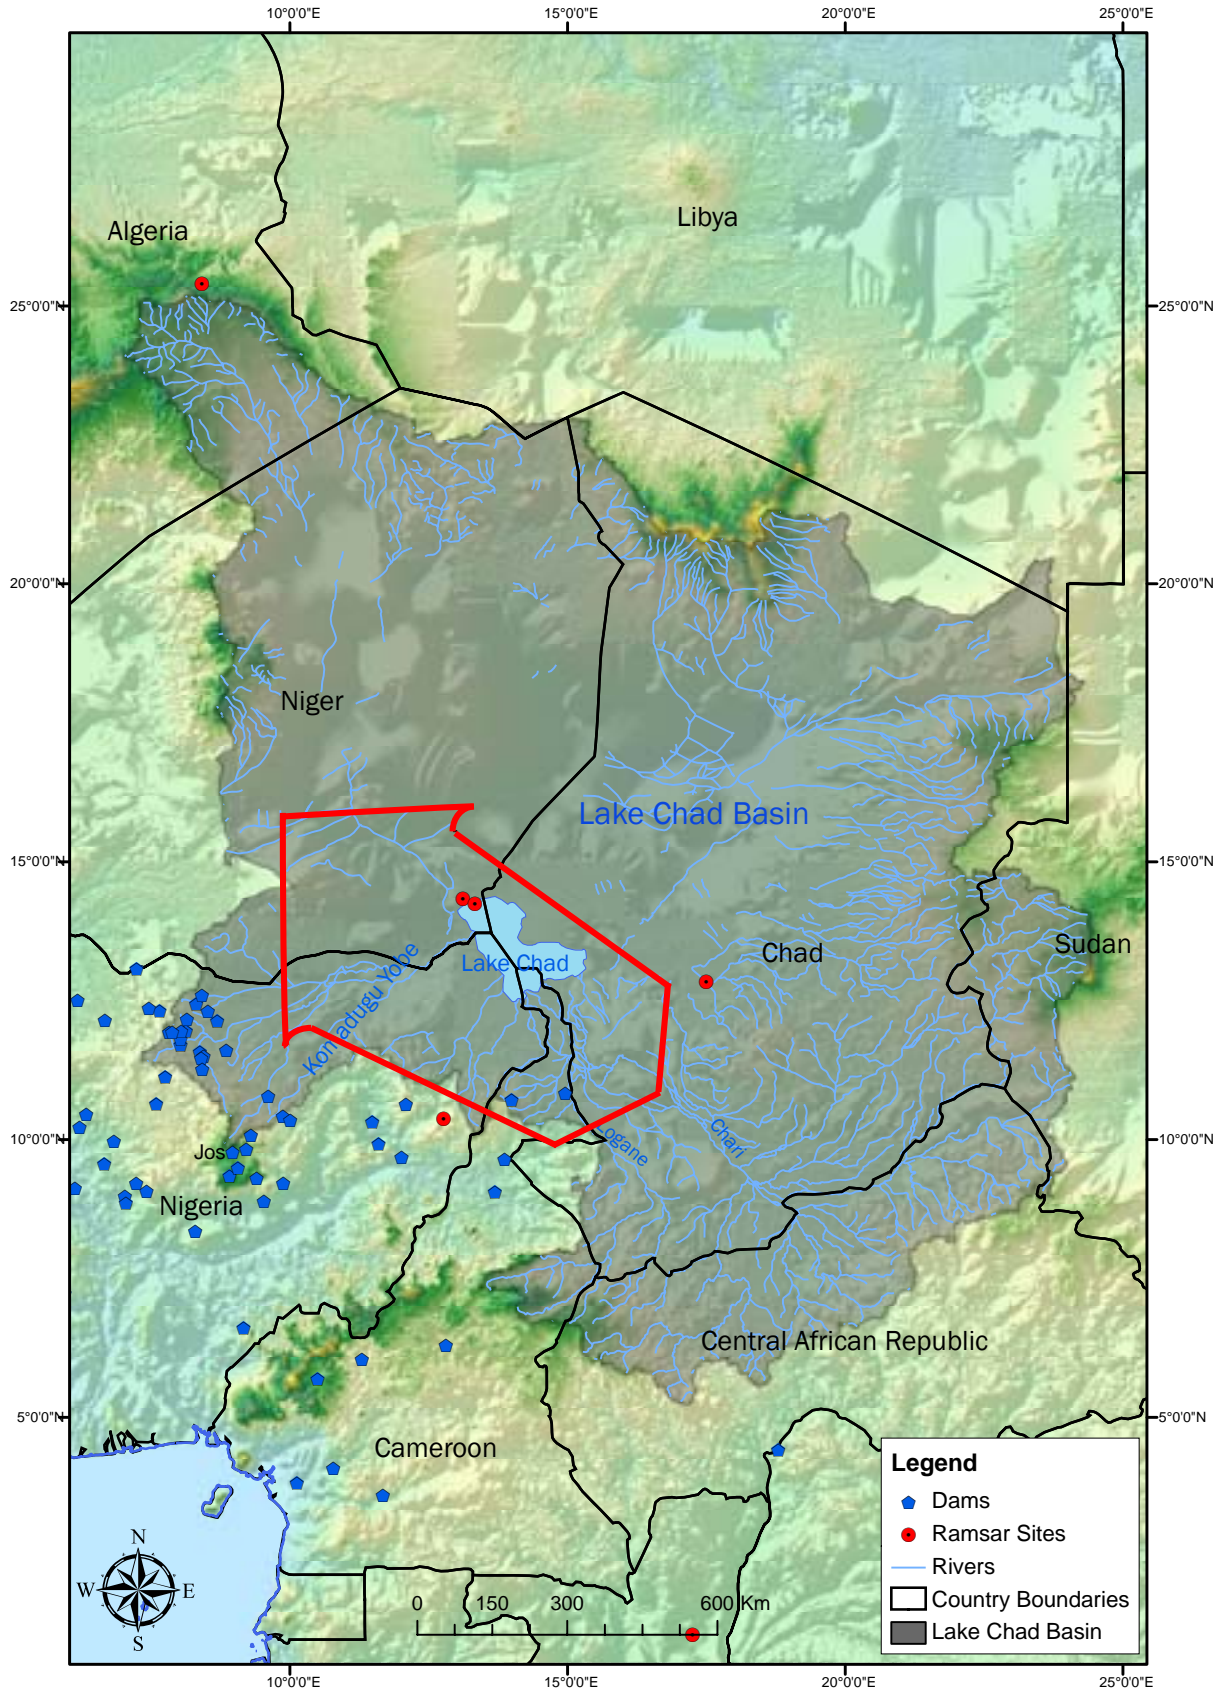 10°0'0"E
15°0'0"E
20°0'0"E
25°0'0"E
Algeria
Libya
25°0'0"N
25°0'0"N
20°0'0"N
20°0'0"N
Niger
Lake Chad Basin
15°0'0"N
15°0'0"N
Chad
Sudan
Lake Chad
Komadugu Yobe
10°0'0"N
10°0'0"N
Jos
Logane
Chari
Nigeria
Central African Republic
5°0'0"N
5°0'0"N
Cameroon
Legend
Dams
Ramsar Sites
Rivers
Country Boundaries
Lake Chad Basin
N
W
E
S
0
150
300
600 Km
10°0'0"E
15°0'0"E
20°0'0"E
25°0'0"E